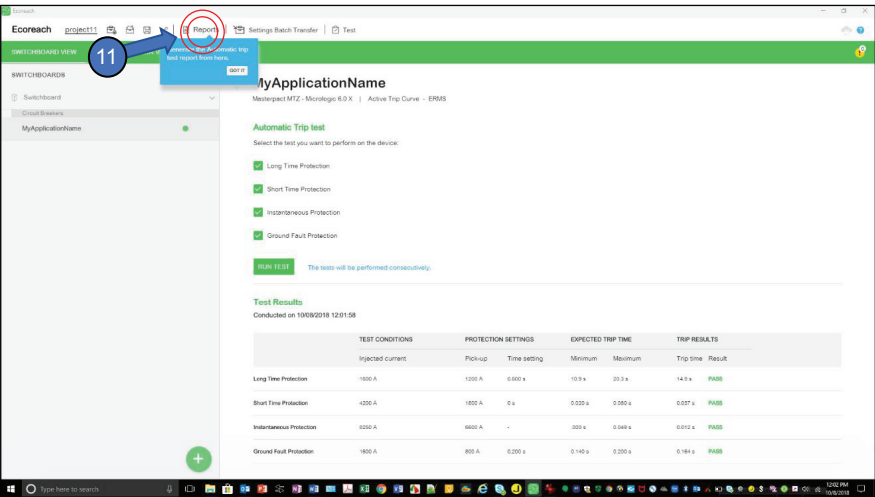 Ecoreach
Ecoreach project11 Reports Settings Batch Transfer Test
SWITCHBOARD VIEW
11
Automatic trip
test report from here.
GOT IT
SWITCHBOARDS
Switchboard
Circuit Breakers
MyApplicationName
MyApplicationName
Masterpact MTZ - Micrologic 6.0 X | Active Trip Curve - ERMS
Automatic Trip test
Select the test you want to perform on the device:
Long Time Protection
Short Time Protection
Instantaneous Protection
Ground Fault Protection
RUN TEST The tests will be performed consecutively.
Test Results
Conducted on 10/08/2018 12:01:58
TEST CONDITIONS PROTECTION SETTINGS EXPECTED TRIP TIME TRIP RESULTS
Injected current Pick-up Time setting Minimum Maximum Trip time Result
Long Time Protection 1600 A 1200 A 0.500 s 10.9 s 20.3 s 14.9 s PASS
Short Time Protection 4200 A 1800 A 0 s 0.020 s 0.080 s 0.037 s PASS
Instantaneous Protection 8250 A 6600 A - .000 s 0.049 s 0.012 s PASS
Ground Fault Protection 1600 A 800 A 0.200 s 0.140 s 0.200 s 0.164 s PASS
Type here to search
12:02 PM
10/8/2018